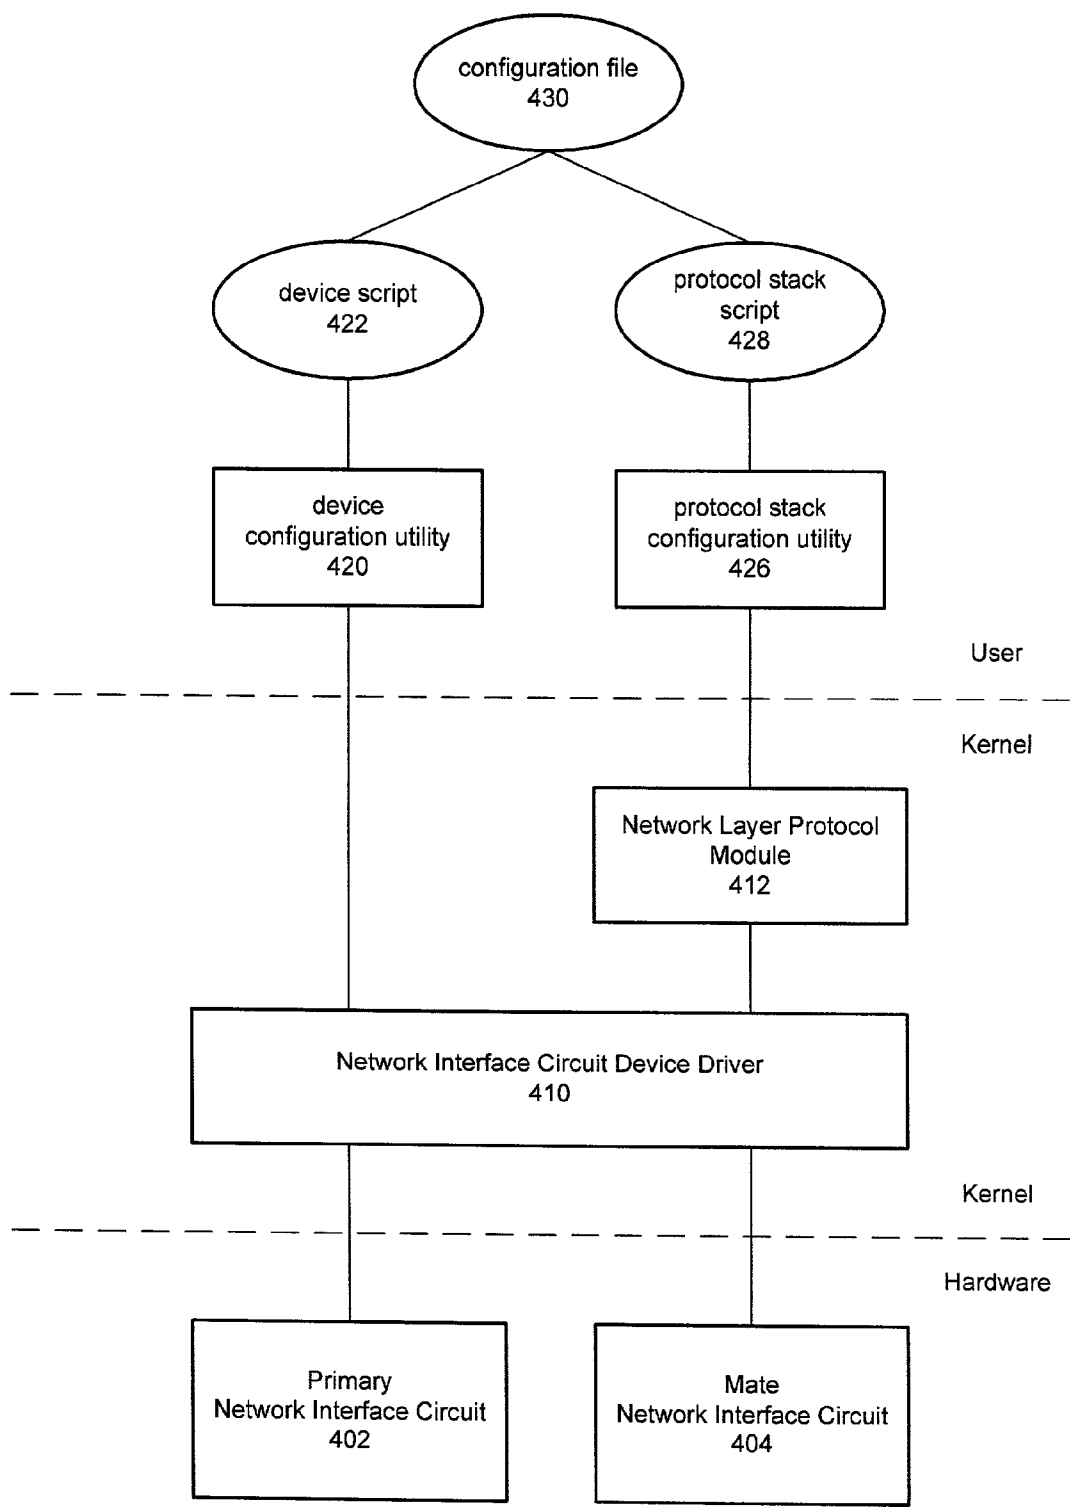 configuration file
430
device script
422
protocol stack
script
428
device
configuration utility
420
protocol stack
configuration utility
426
User
Kernel
Network Layer Protocol
Module
412
Network Interface Circuit Device Driver
410
Kernel
Hardware
Primary
Network Interface Circuit
402
Mate
Network Interface Circuit
404